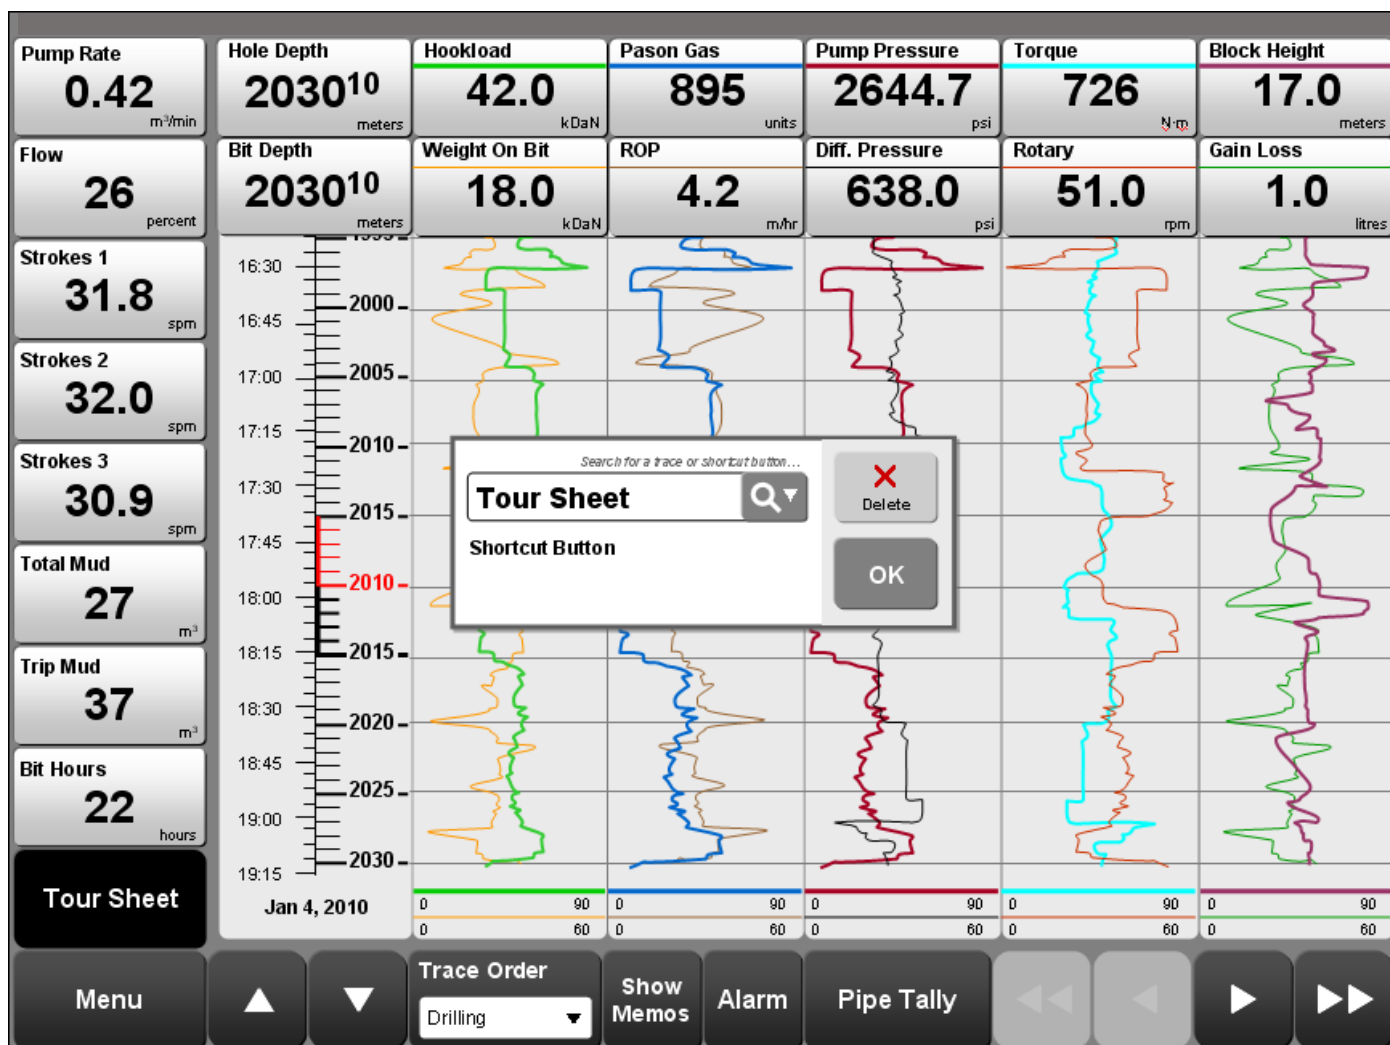 Pump Rate
0.42
m³/min
Hole Depth
2030¹⁰
meters
Hookload
42.0
kDaN
Pason Gas
895
units
Pump Pressure
2644.7
psi
Torque
726
N·m
Block Height
17.0
meters
Flow
26
percent
Bit Depth
2030¹⁰
meters
Weight On Bit
18.0
kDaN
ROP
4.2
m/hr
Diff. Pressure
638.0
psi
Rotary
51.0
rpm
Gain Loss
1.0
litres
Strokes 1
31.8
spm
Strokes 2
32.0
spm
Strokes 3
30.9
spm
Total Mud
27
m³
Trip Mud
37
m³
Bit Hours
22
hours
Tour Sheet
16:30
16:45
17:00
17:15
17:30
17:45
18:00
18:15
18:30
18:45
19:00
19:15
2000
2005
2010
2015
2010
2015
2020
2025
2030
Jan 4, 2010
Search for a trace or shortcut button...
Tour Sheet
Shortcut Button
Delete
OK
0 90
0 60
0 90
0 60
0 90
0 60
0 90
0 60
0 90
0 60
Menu
Trace Order
Drilling
Show
Memos
Alarm
Pipe Tally